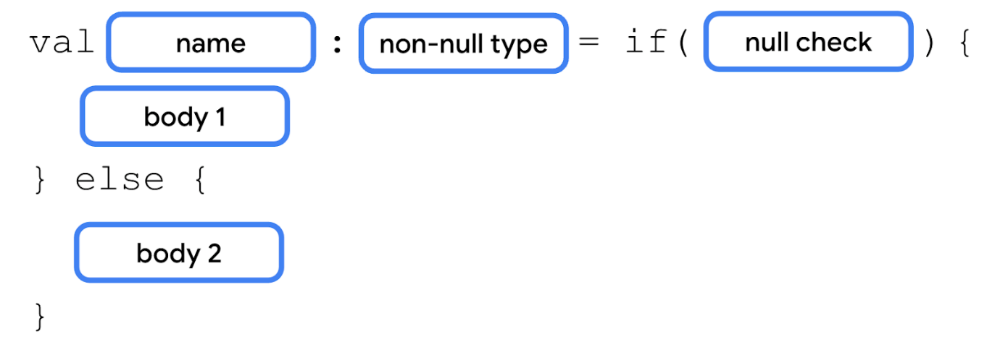 val name : non-null type = if( null check ) {
body 1
} else {
body 2
}